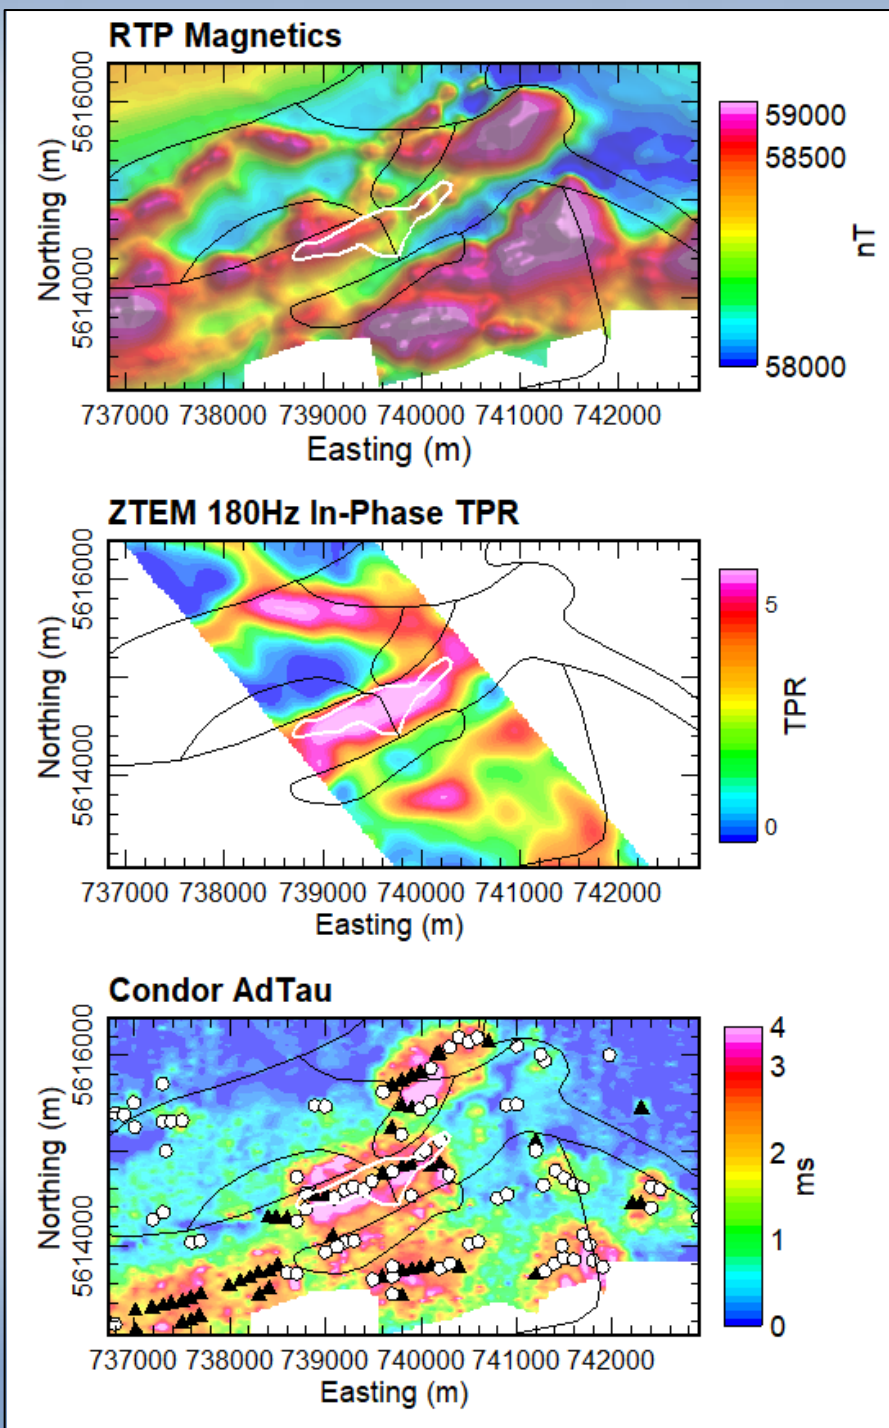 RTP Magnetics
5616000
5614000
Northing (m)
737000 738000 739000 740000 741000 742000
Easting (m)
59000
58500
58000
nT
ZTEM 180Hz In-Phase TPR
5616000
5614000
Northing (m)
737000 738000 739000 740000 741000 742000
Easting (m)
5
0
TPR
Condor AdTau
5616000
5614000
Northing (m)
737000 738000 739000 740000 741000 742000
Easting (m)
4
3
2
1
0
ms